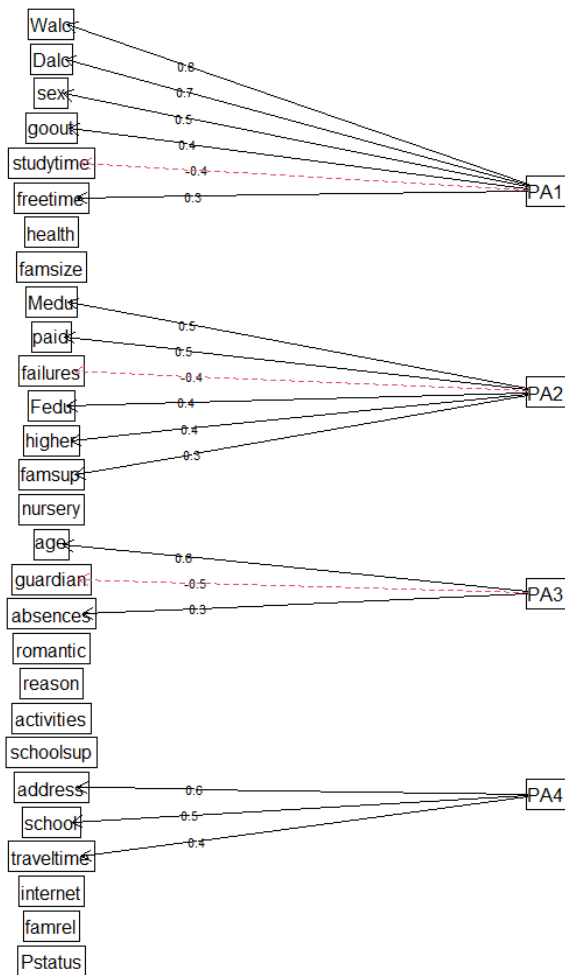 Walc
0.8
Dalc
0.7
sex
0.5
goout
0.4
studytime
-0.4
PA1
freetime
0.3
health
famsize
Medu
0.5
paid
0.5
failures
-0.4
PA2
Fedu
0.4
higher
0.4
famsup
0.3
nursery
age
0.6
guardian
-0.5
PA3
absences
0.3
romantic
reason
activities
schoolsup
address
0.6
PA4
school
0.5
traveltime
0.4
internet
famrel
Pstatus